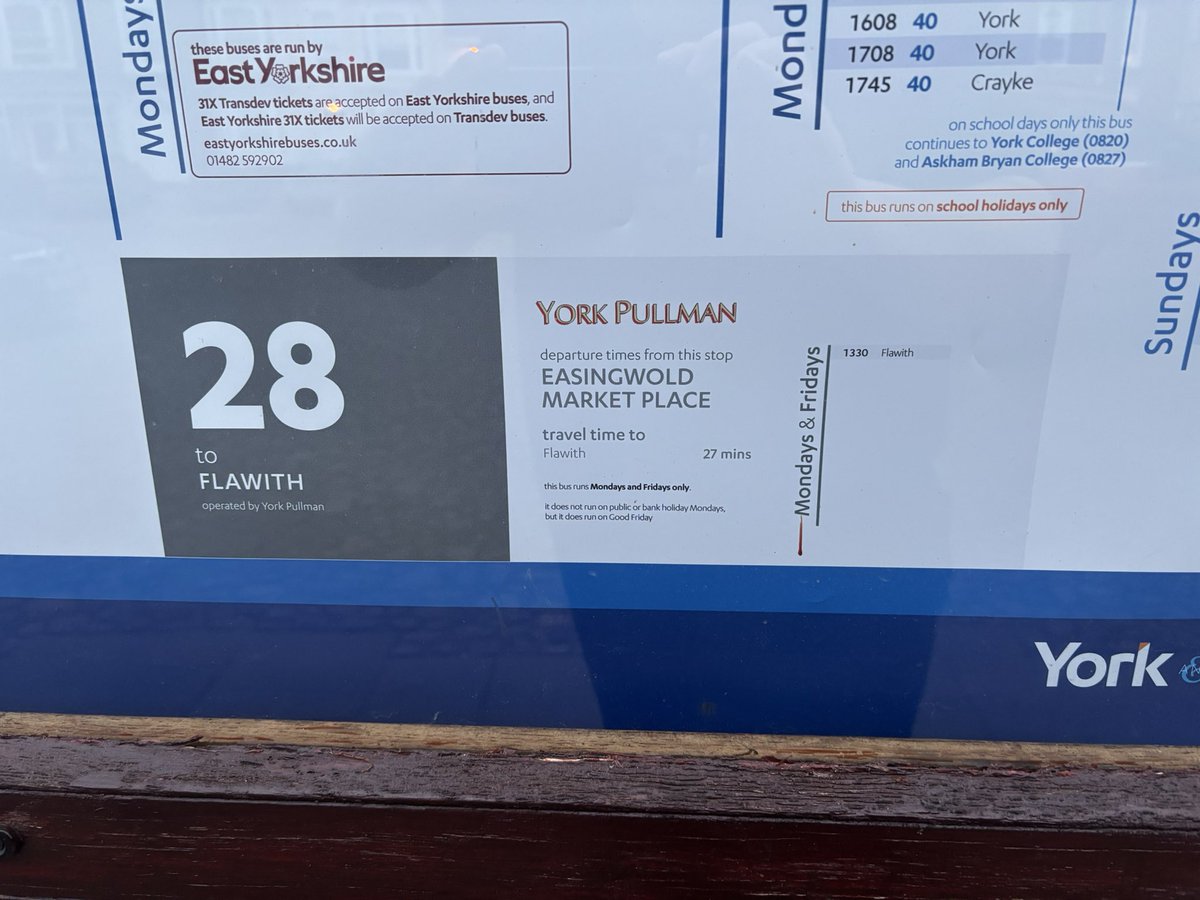 Mondays
these buses are run by
East Yorkshire
31X Transdev tickets are accepted on East Yorkshire buses, and
East Yorkshire 31X tickets will be accepted on Transdev buses.
eastyorkshirebuses.co.uk
01482 592902
Mond
1608 40 York
1708 40 York
1745 40 Crayke
on school days only this bus
continues to York College (0820)
and Askham Bryan College (0827)
this bus runs on school holidays only
Sundays
28
to
FLAWITH
operated by York Pullman
YORK PULLMAN
departure times from this stop
EASINGWOLD
MARKET PLACE
travel time to
Flawith 27 mins
this bus runs Mondays and Fridays only.
It does not run on public or bank holiday Mondays,
but it does run on Good Friday
Mondays & Fridays
1330 Flawith
York